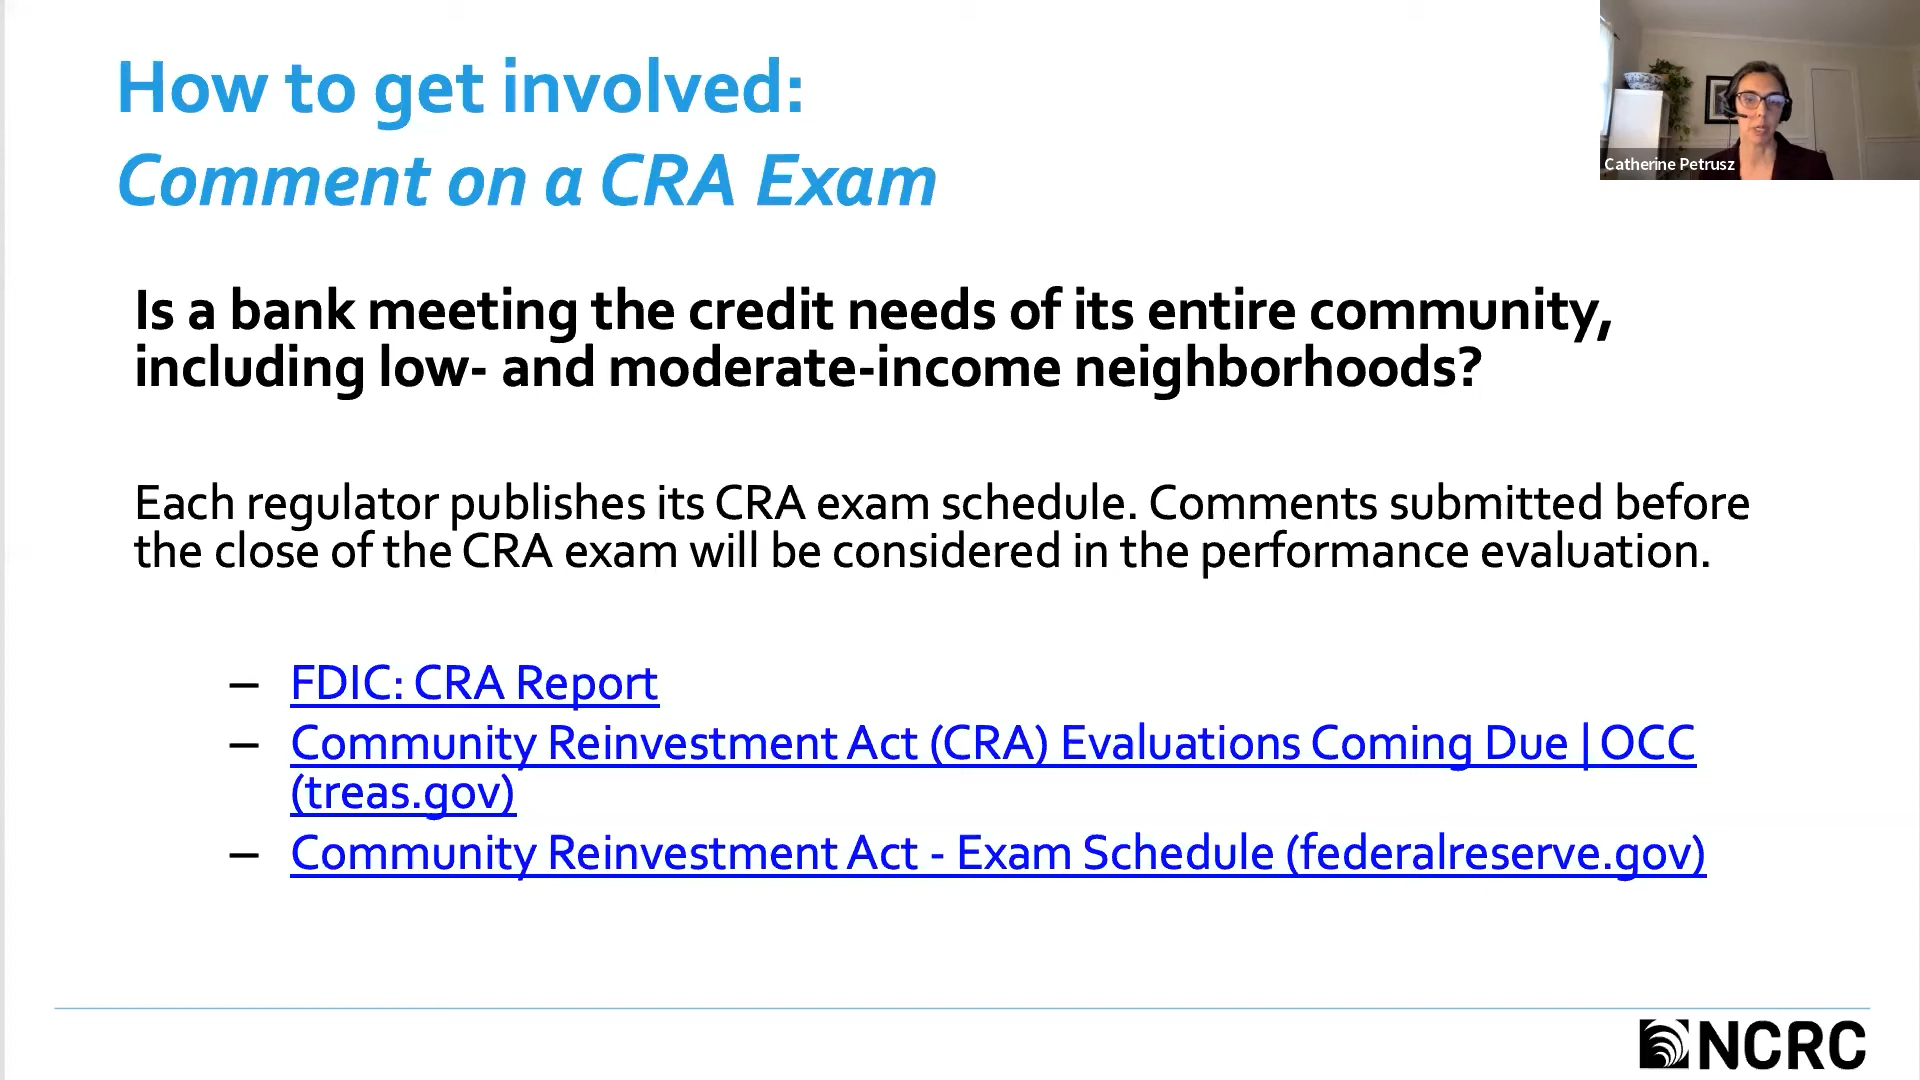 How to get involved:
Comment on a CRA Exam
Catherine Petrusz
Is a bank meeting the credit needs of its entire community,
including low- and moderate-income neighborhoods?
Each regulator publishes its CRA exam schedule. Comments submitted before
the close of the CRA exam will be considered in the performance evaluation.
– FDIC: CRA Report
– Community Reinvestment Act (CRA) Evaluations Coming Due | OCC
(treas.gov)
– Community Reinvestment Act - Exam Schedule (federalreserve.gov)
NCRC